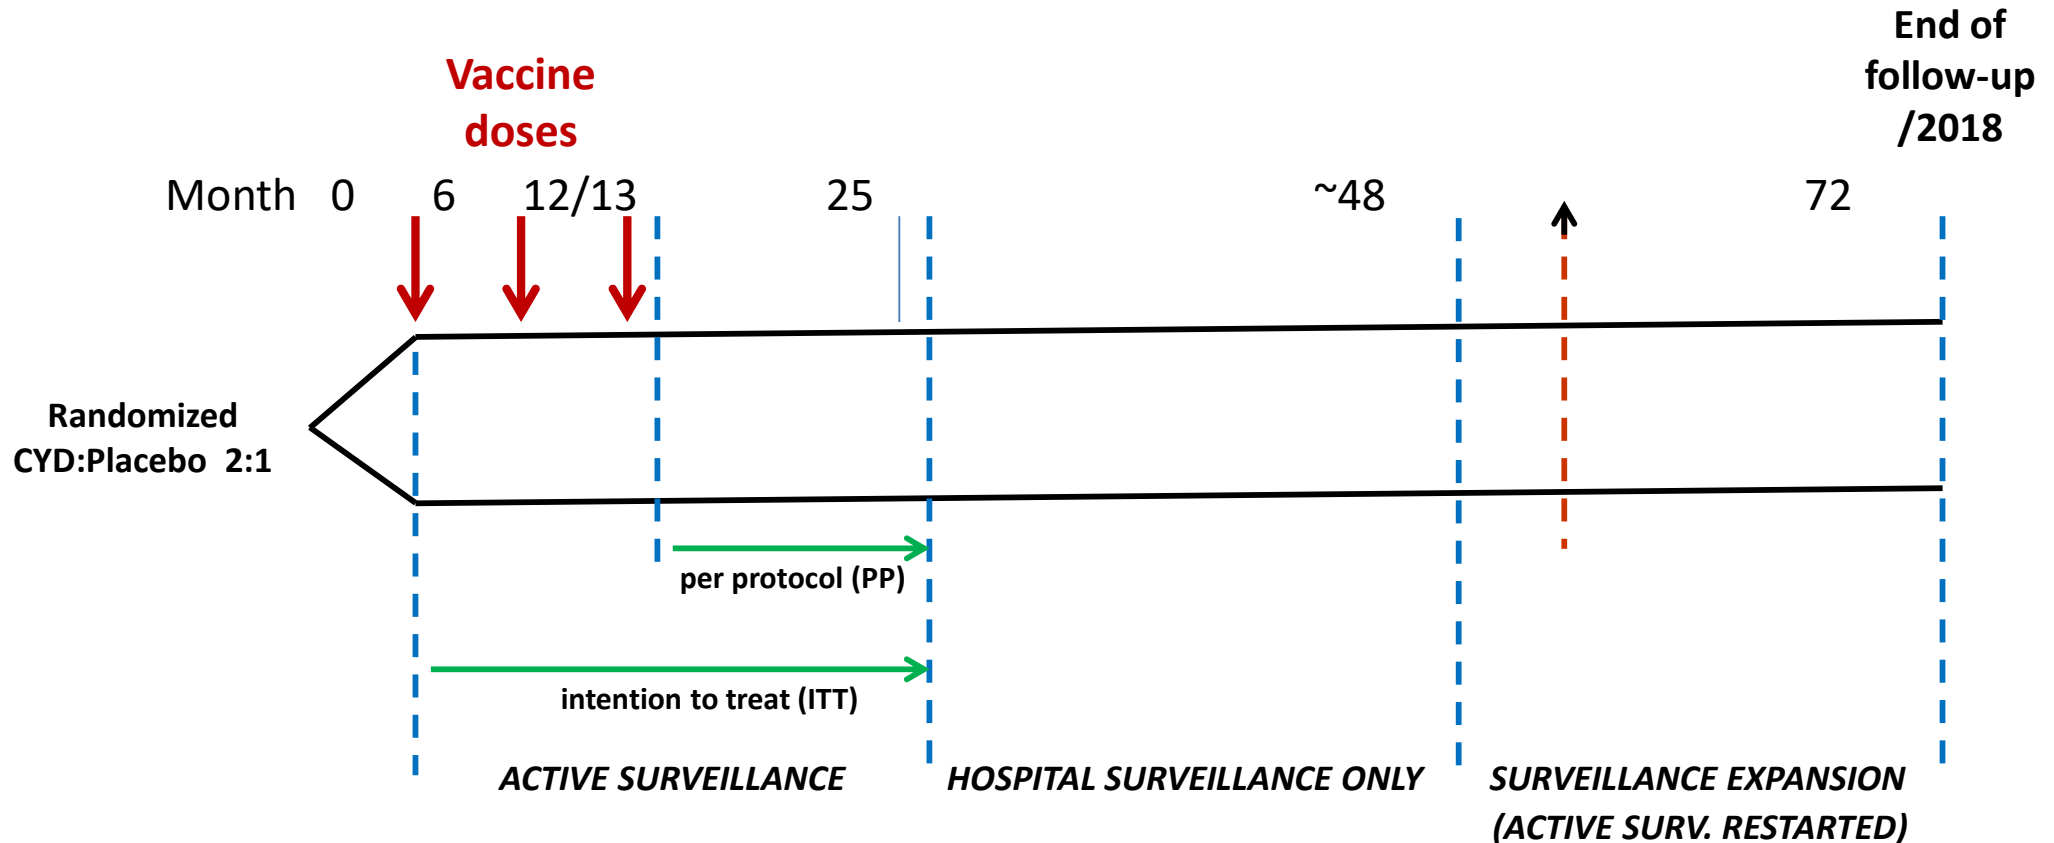 End of
follow-up
/2018
Vaccine
doses
Month 0 6 12/13 25 ~48 72
Randomized
CYD:Placebo 2:1
per protocol (PP)
intention to treat (ITT)
ACTIVE SURVEILLANCE
HOSPITAL SURVEILLANCE ONLY
SURVEILLANCE EXPANSION
(ACTIVE SURV. RESTARTED)